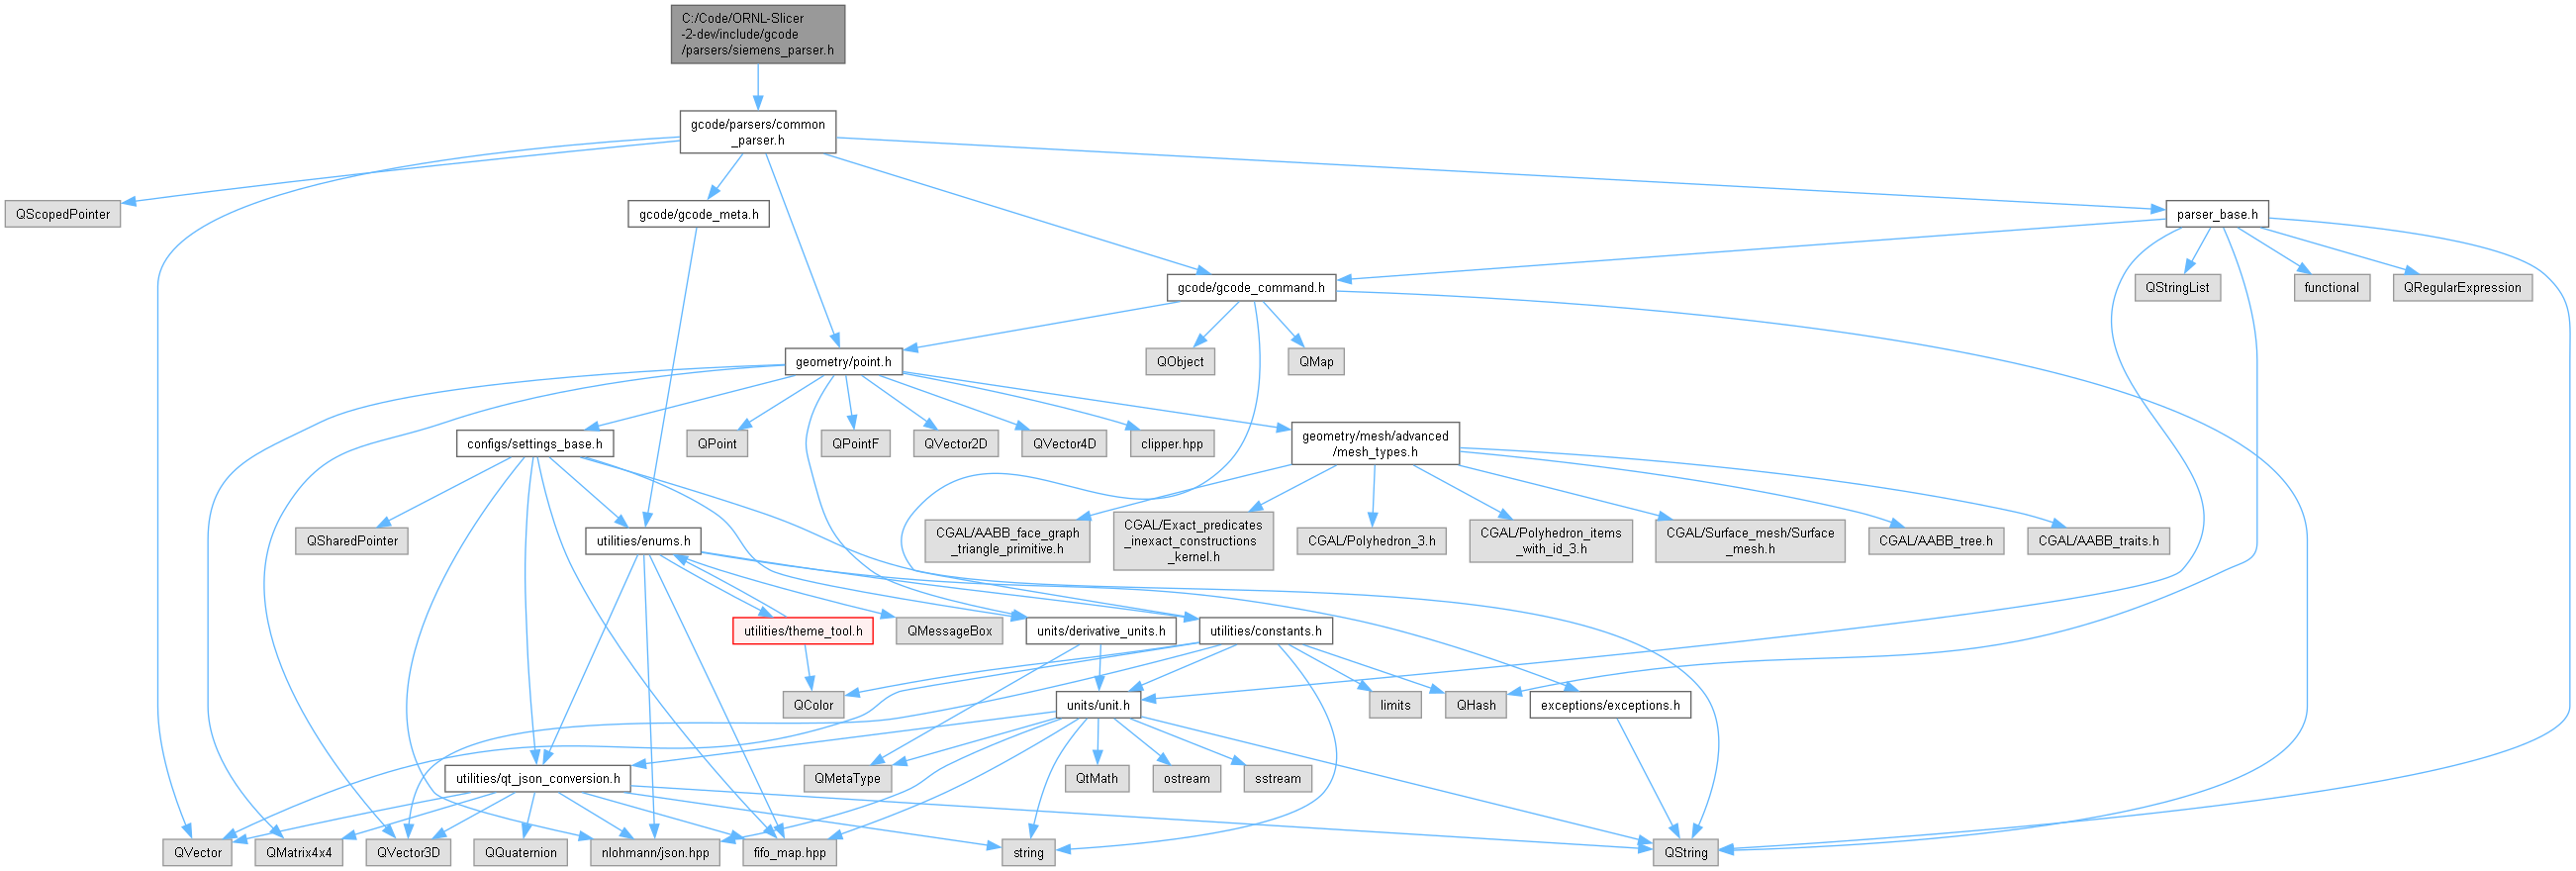 C:/Code/ORNL-Slicer
-2-dev/include/gcode
/parsers/siemens_parser.h
gcode/parsers/common
_parser.h
QScopedPointer
gcode/gcode_meta.h
parser_base.h
gcode/gcode_command.h
QStringList
functional
QRegularExpression
geometry/point.h
QObject
QMap
configs/settings_base.h
QPoint
QPointF
QVector2D
QVector4D
clipper.hpp
geometry/mesh/advanced
/mesh_types.h
QSharedPointer
utilities/enums.h
CGAL/AABB_face_graph
_triangle_primitive.h
CGAL/Exact_predicates
_inexact_constructions
_kernel.h
CGAL/Polyhedron_3.h
CGAL/Polyhedron_items
_with_id_3.h
CGAL/Surface_mesh/Surface
_mesh.h
CGAL/AABB_tree.h
CGAL/AABB_traits.h
utilities/theme_tool.h
QMessageBox
units/derivative_units.h
utilities/constants.h
QColor
units/unit.h
limits
QHash
exceptions/exceptions.h
utilities/qt_json_conversion.h
QMetaType
QtMath
ostream
sstream
QVector
QMatrix4x4
QVector3D
QQuaternion
nlohmann/json.hpp
fifo_map.hpp
string
QString